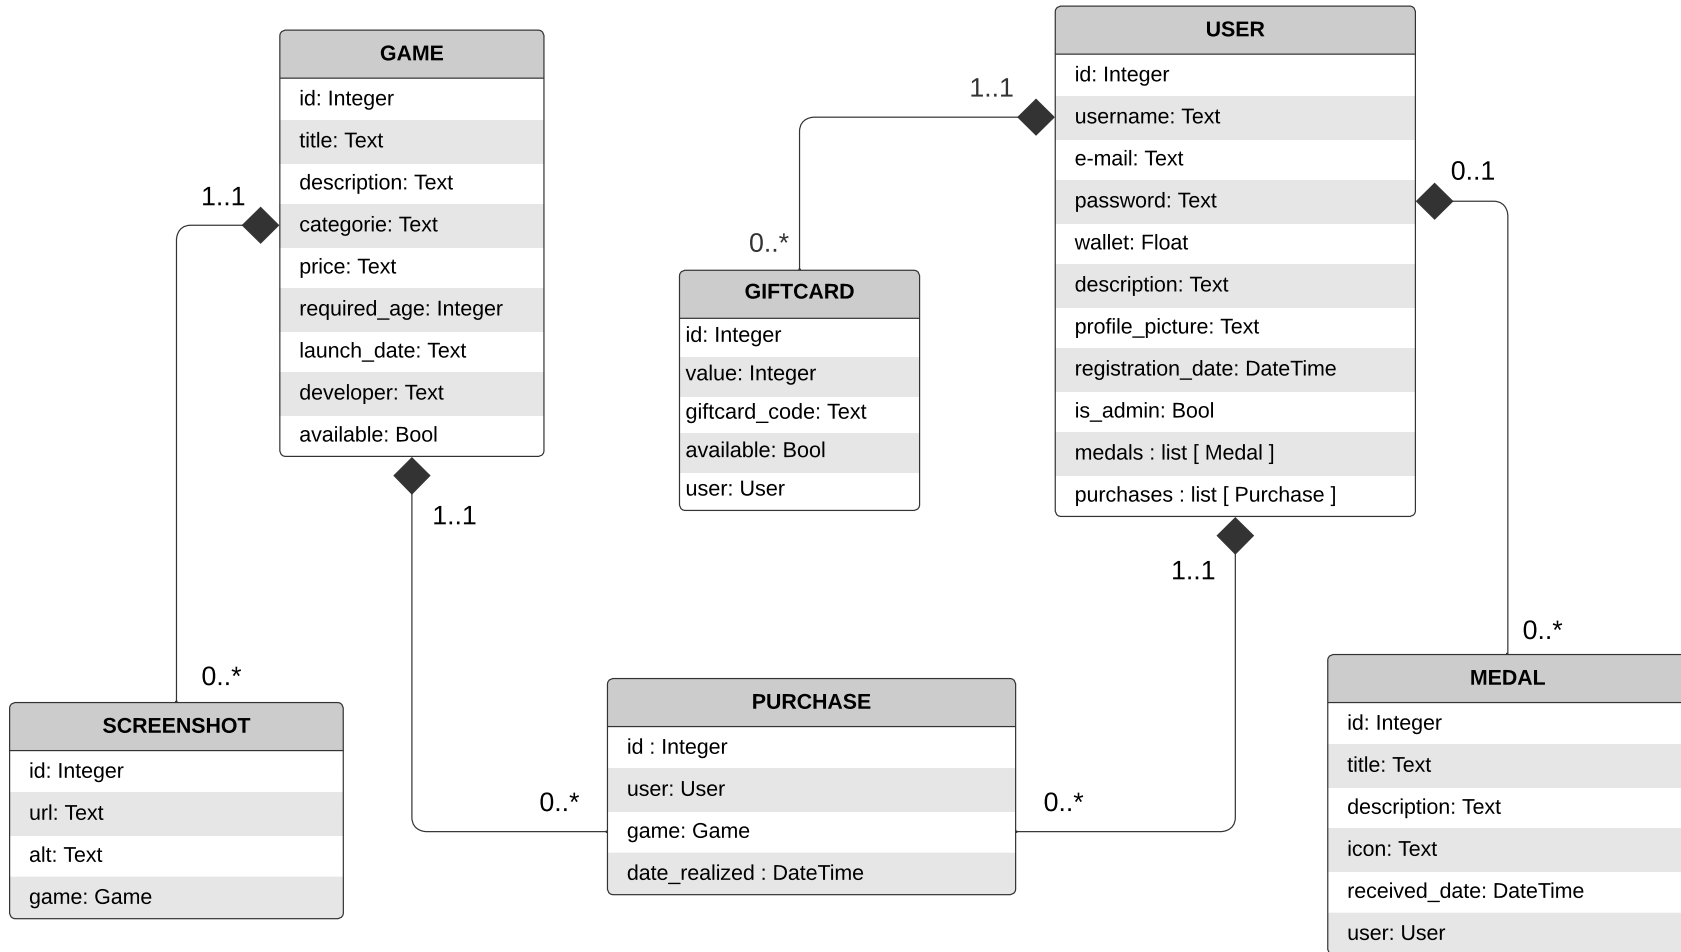 GAME
id: Integer
title: Text
description: Text
categorie: Text
price: Text
required_age: Integer
launch_date: Text
developer: Text
available: Bool
1..1
0..*
1..1
0..*
USER
id: Integer
username: Text
e-mail: Text
password: Text
wallet: Float
description: Text
profile_picture: Text
registration_date: DateTime
is_admin: Bool
medals : list [ Medal ]
purchases : list [ Purchase ]
1..1
0..*
0..1
0..*
1..1
0..*
GIFTCARD
id: Integer
value: Integer
giftcard_code: Text
available: Bool
user: User
SCREENSHOT
id: Integer
url: Text
alt: Text
game: Game
PURCHASE
id : Integer
user: User
game: Game
date_realized : DateTime
MEDAL
id: Integer
title: Text
description: Text
icon: Text
received_date: DateTime
user: User